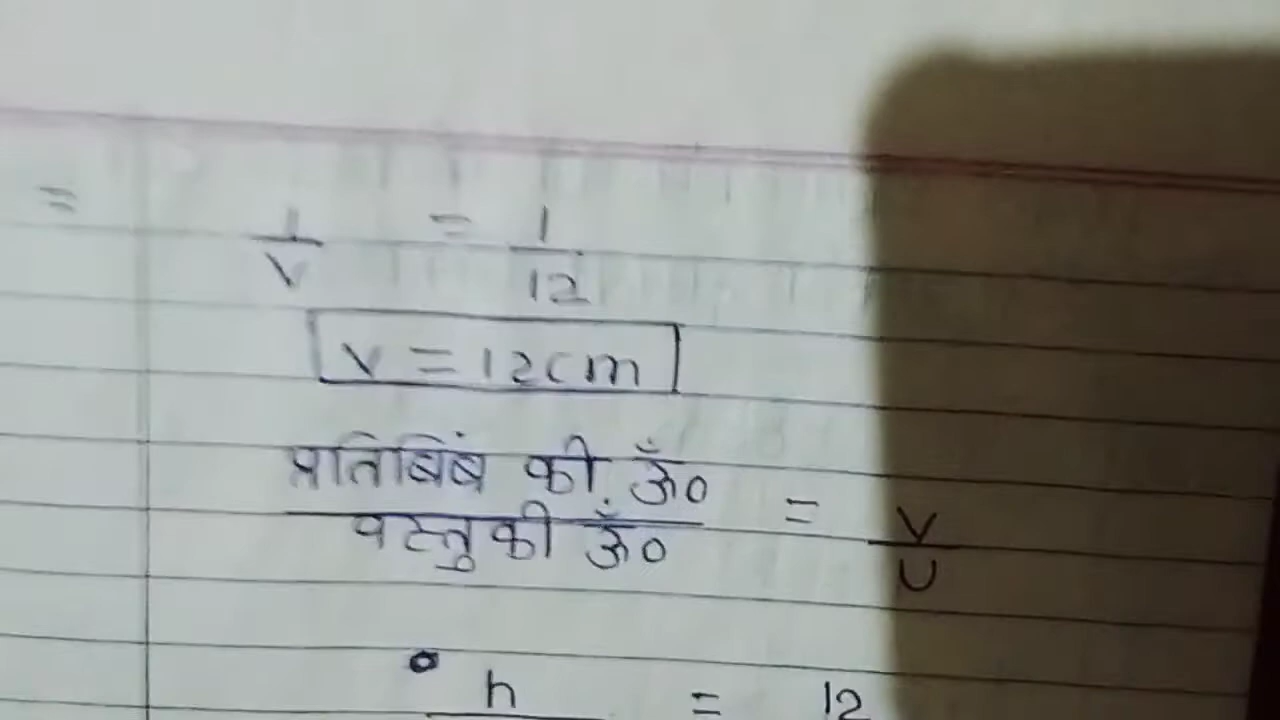 = 1/V = 1/12
V = 12cm
प्रतिबिंब की ऊँ० / वस्तु की ऊँ० = V/U
h = 12